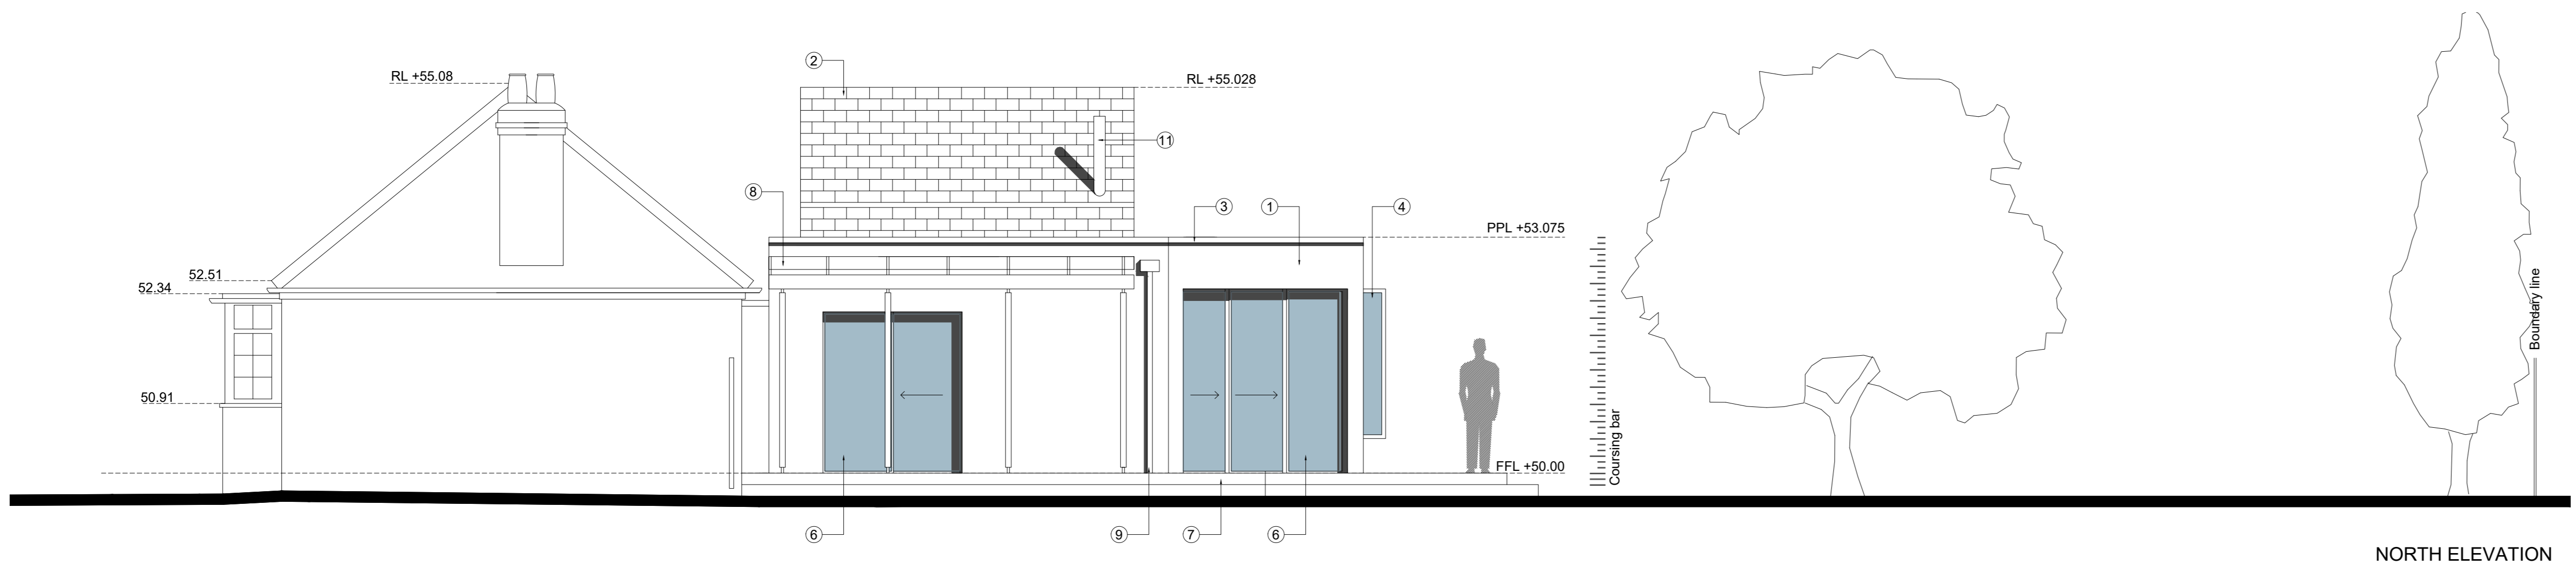 2
RL +55.08
RL +55.028
11
8
3
1
4
PPL +53.075
52.51
52.34
Boundary line
50.91
Coursing bar
FFL +50.00
6
9
7
6
NORTH ELEVATION